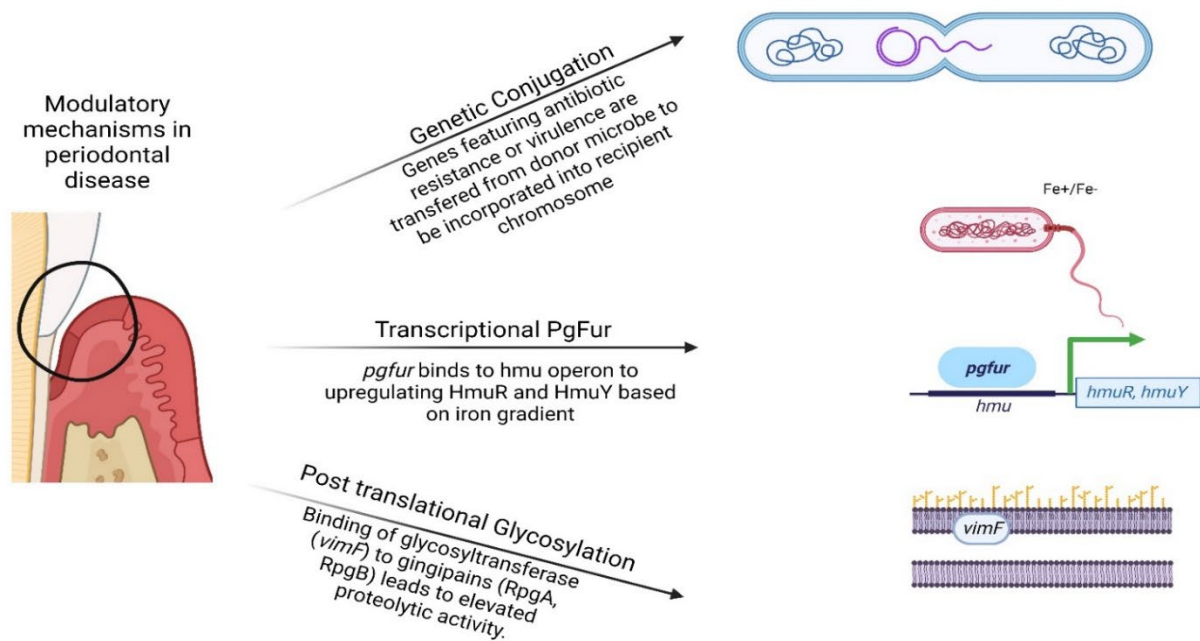 Modulatory
mechanisms in
periodontal
disease
Genetic Conjugation
Genes featuring antibiotic
resistance or virulence are
transfered from donor microbe to
be incorporated into recipient
chromosome
Fe+/Fe-
Transcriptional PgFur
pgfur binds to hmu operon to
upregulating HmuR and HmuY based
on iron gradient
pgfur
hmu
hmuR, hmuY
Post translational Glycosylation
Binding of glycosyltransferase
(vimF) to gingipains (RpgA,
RpgB) leads to elevated
proteolytic activity.
vimF